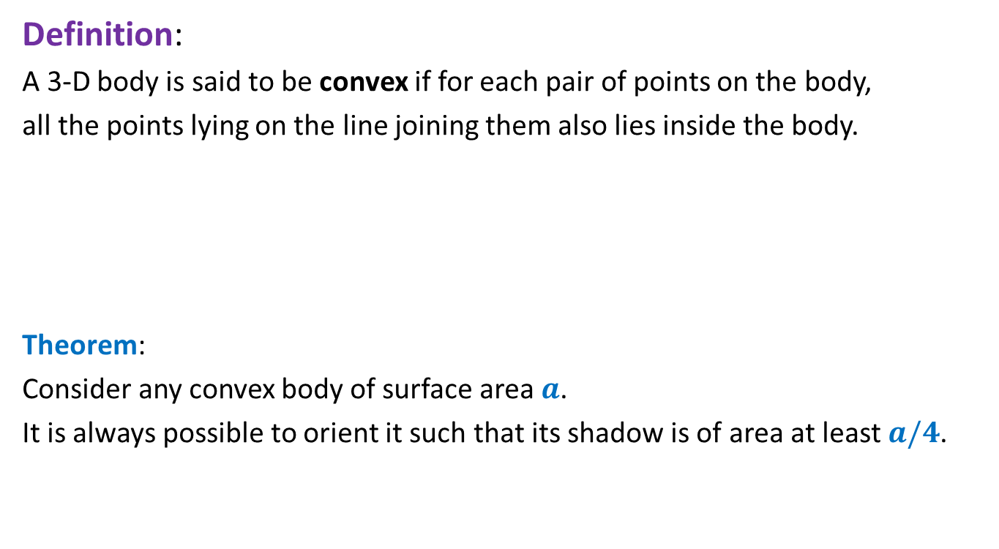 Definition:
A 3-D body is said to be convex if for each pair of points on the body,
all the points lying on the line joining them also lies inside the body.
Theorem:
Consider any convex body of surface area a.
It is always possible to orient it such that its shadow is of area at least a/4.